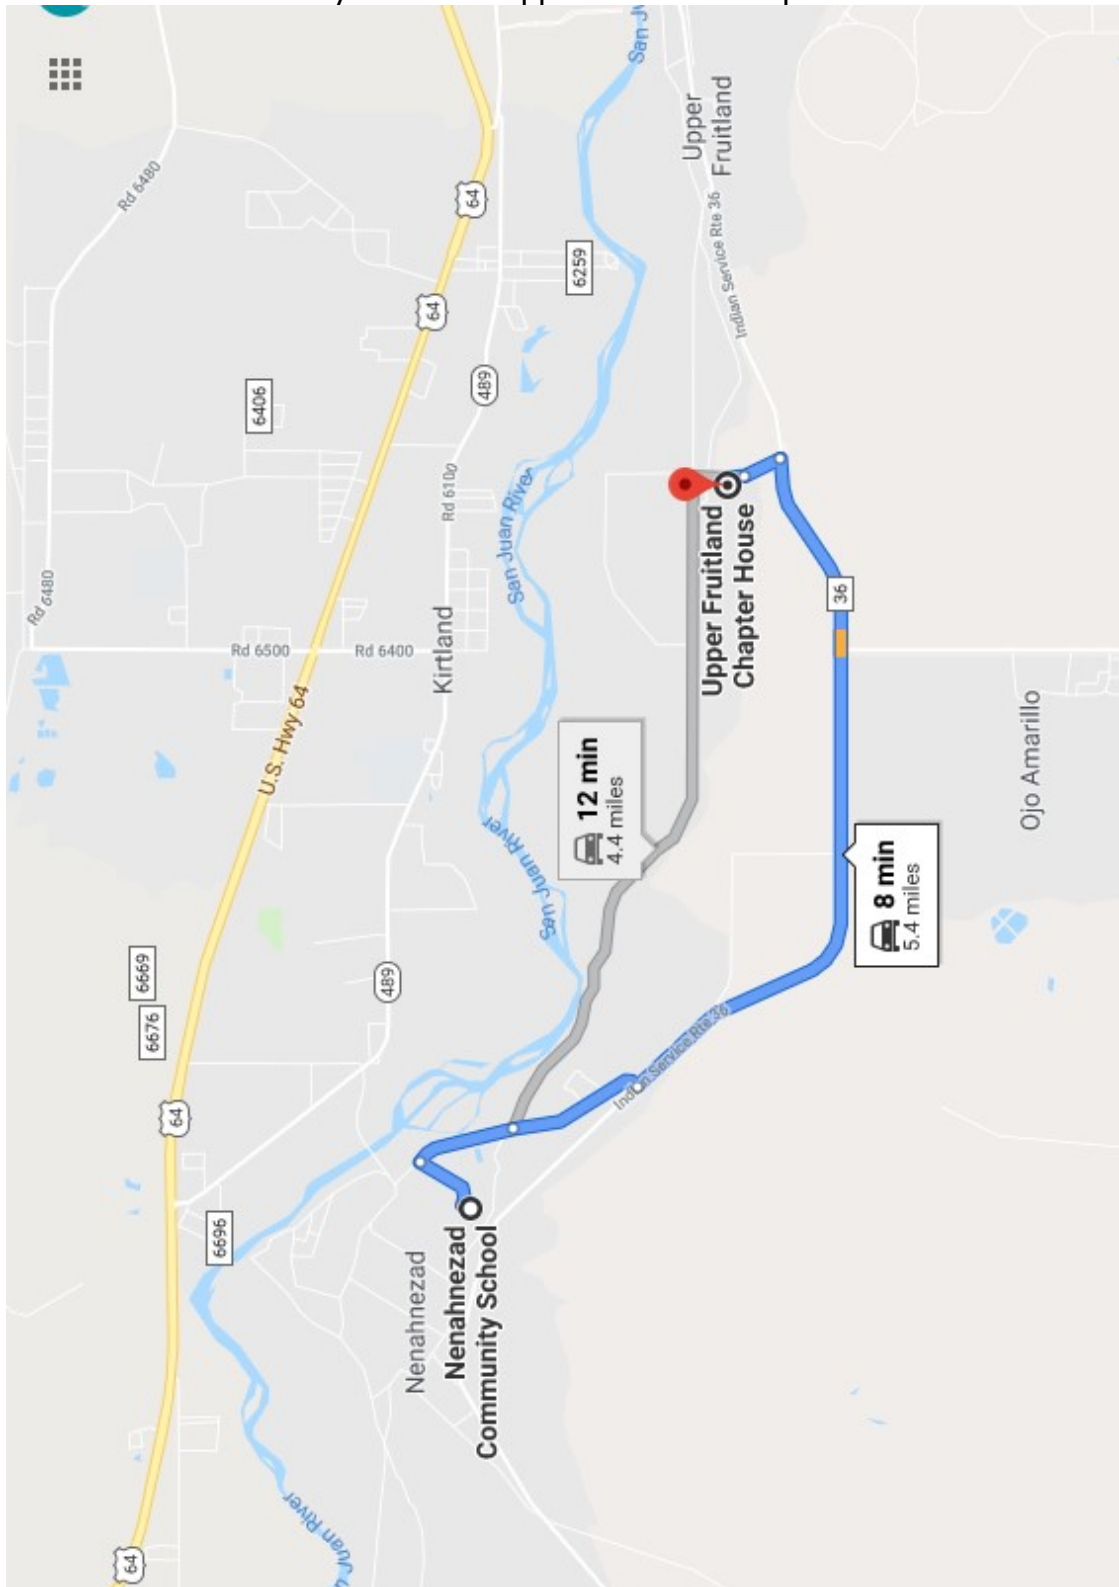 Rd 6480
64
6259
San J
Upper
Fruitland
Indian Service Rte 36
64
6406
489
Rd 6100
San Juan River
Rd 6480
Rd 6500
Rd 6400
Kirtland
U.S. Hwy 64
Upper Fruitland
Chapter House
36
12 min
4.4 miles
San Juan River
San Juan River
Ojo Amarillo
8 min
5.4 miles
6669
6676
489
Indian Service Rte 36
64
6696
Nenahnezad
Nenahnezad
Community School
Juan River
64